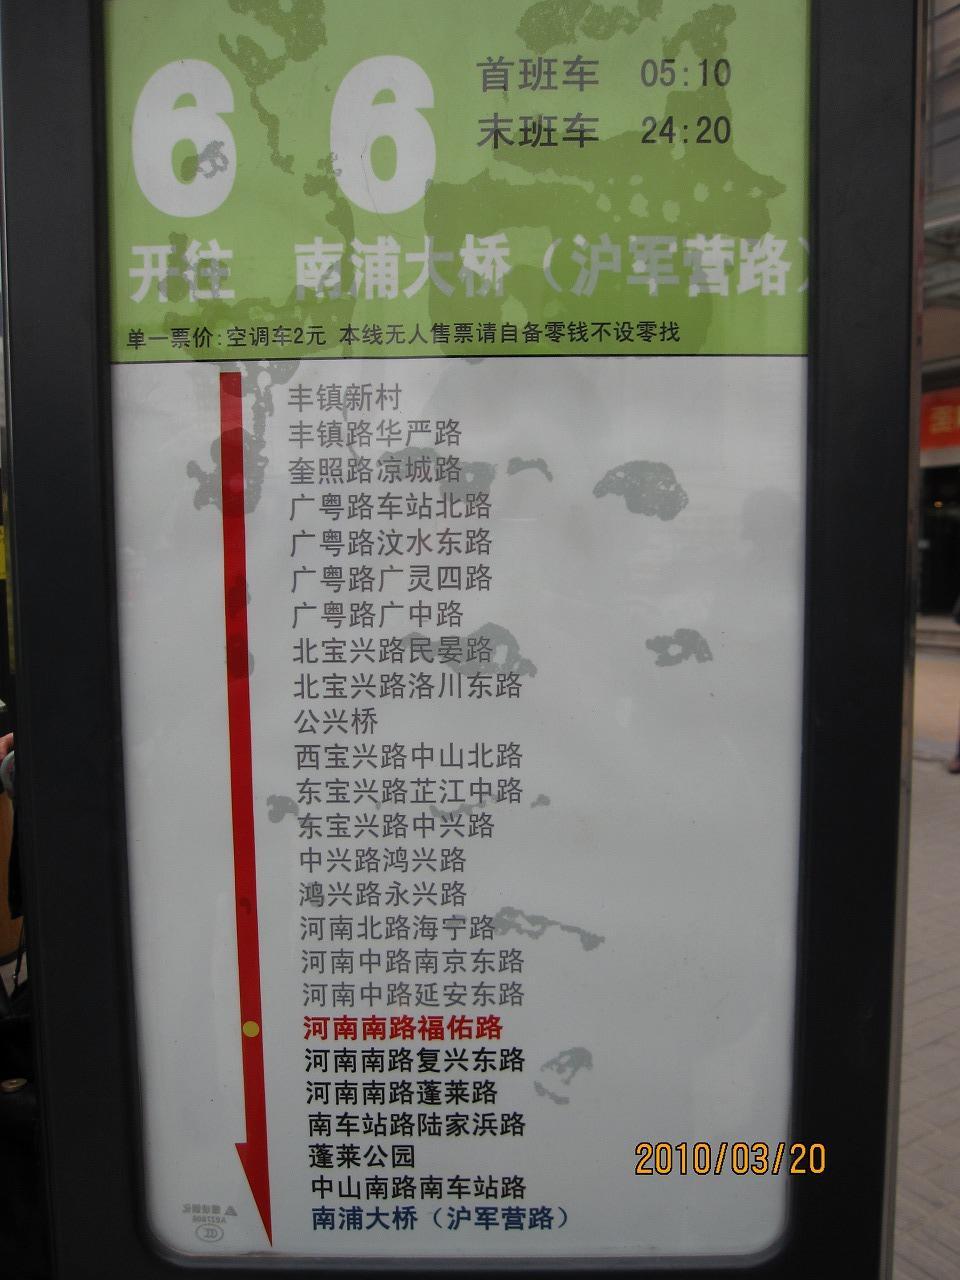 66
首班车 05:10
末班车 24:20
开往 南浦大桥（沪军营路）
单一票价:空调车2元 本线无人售票请自备零钱不设零找
丰镇新村
丰镇路华严路
奎照路凉城路
广粤路车站北路
广粤路汶水东路
广粤路广灵四路
广粤路广中路
北宝兴路民晏路
北宝兴路洛川东路
公兴桥
西宝兴路中山北路
东宝兴路芷江中路
东宝兴路中兴路
中兴路鸿兴路
鸿兴路永兴路
河南北路海宁路
河南中路南京东路
河南中路延安东路
河南南路福佑路
河南南路复兴东路
河南南路蓬莱路
南车站路陆家浜路
蓬莱公园
中山南路南车站路
南浦大桥（沪军营路）
2010/03/20